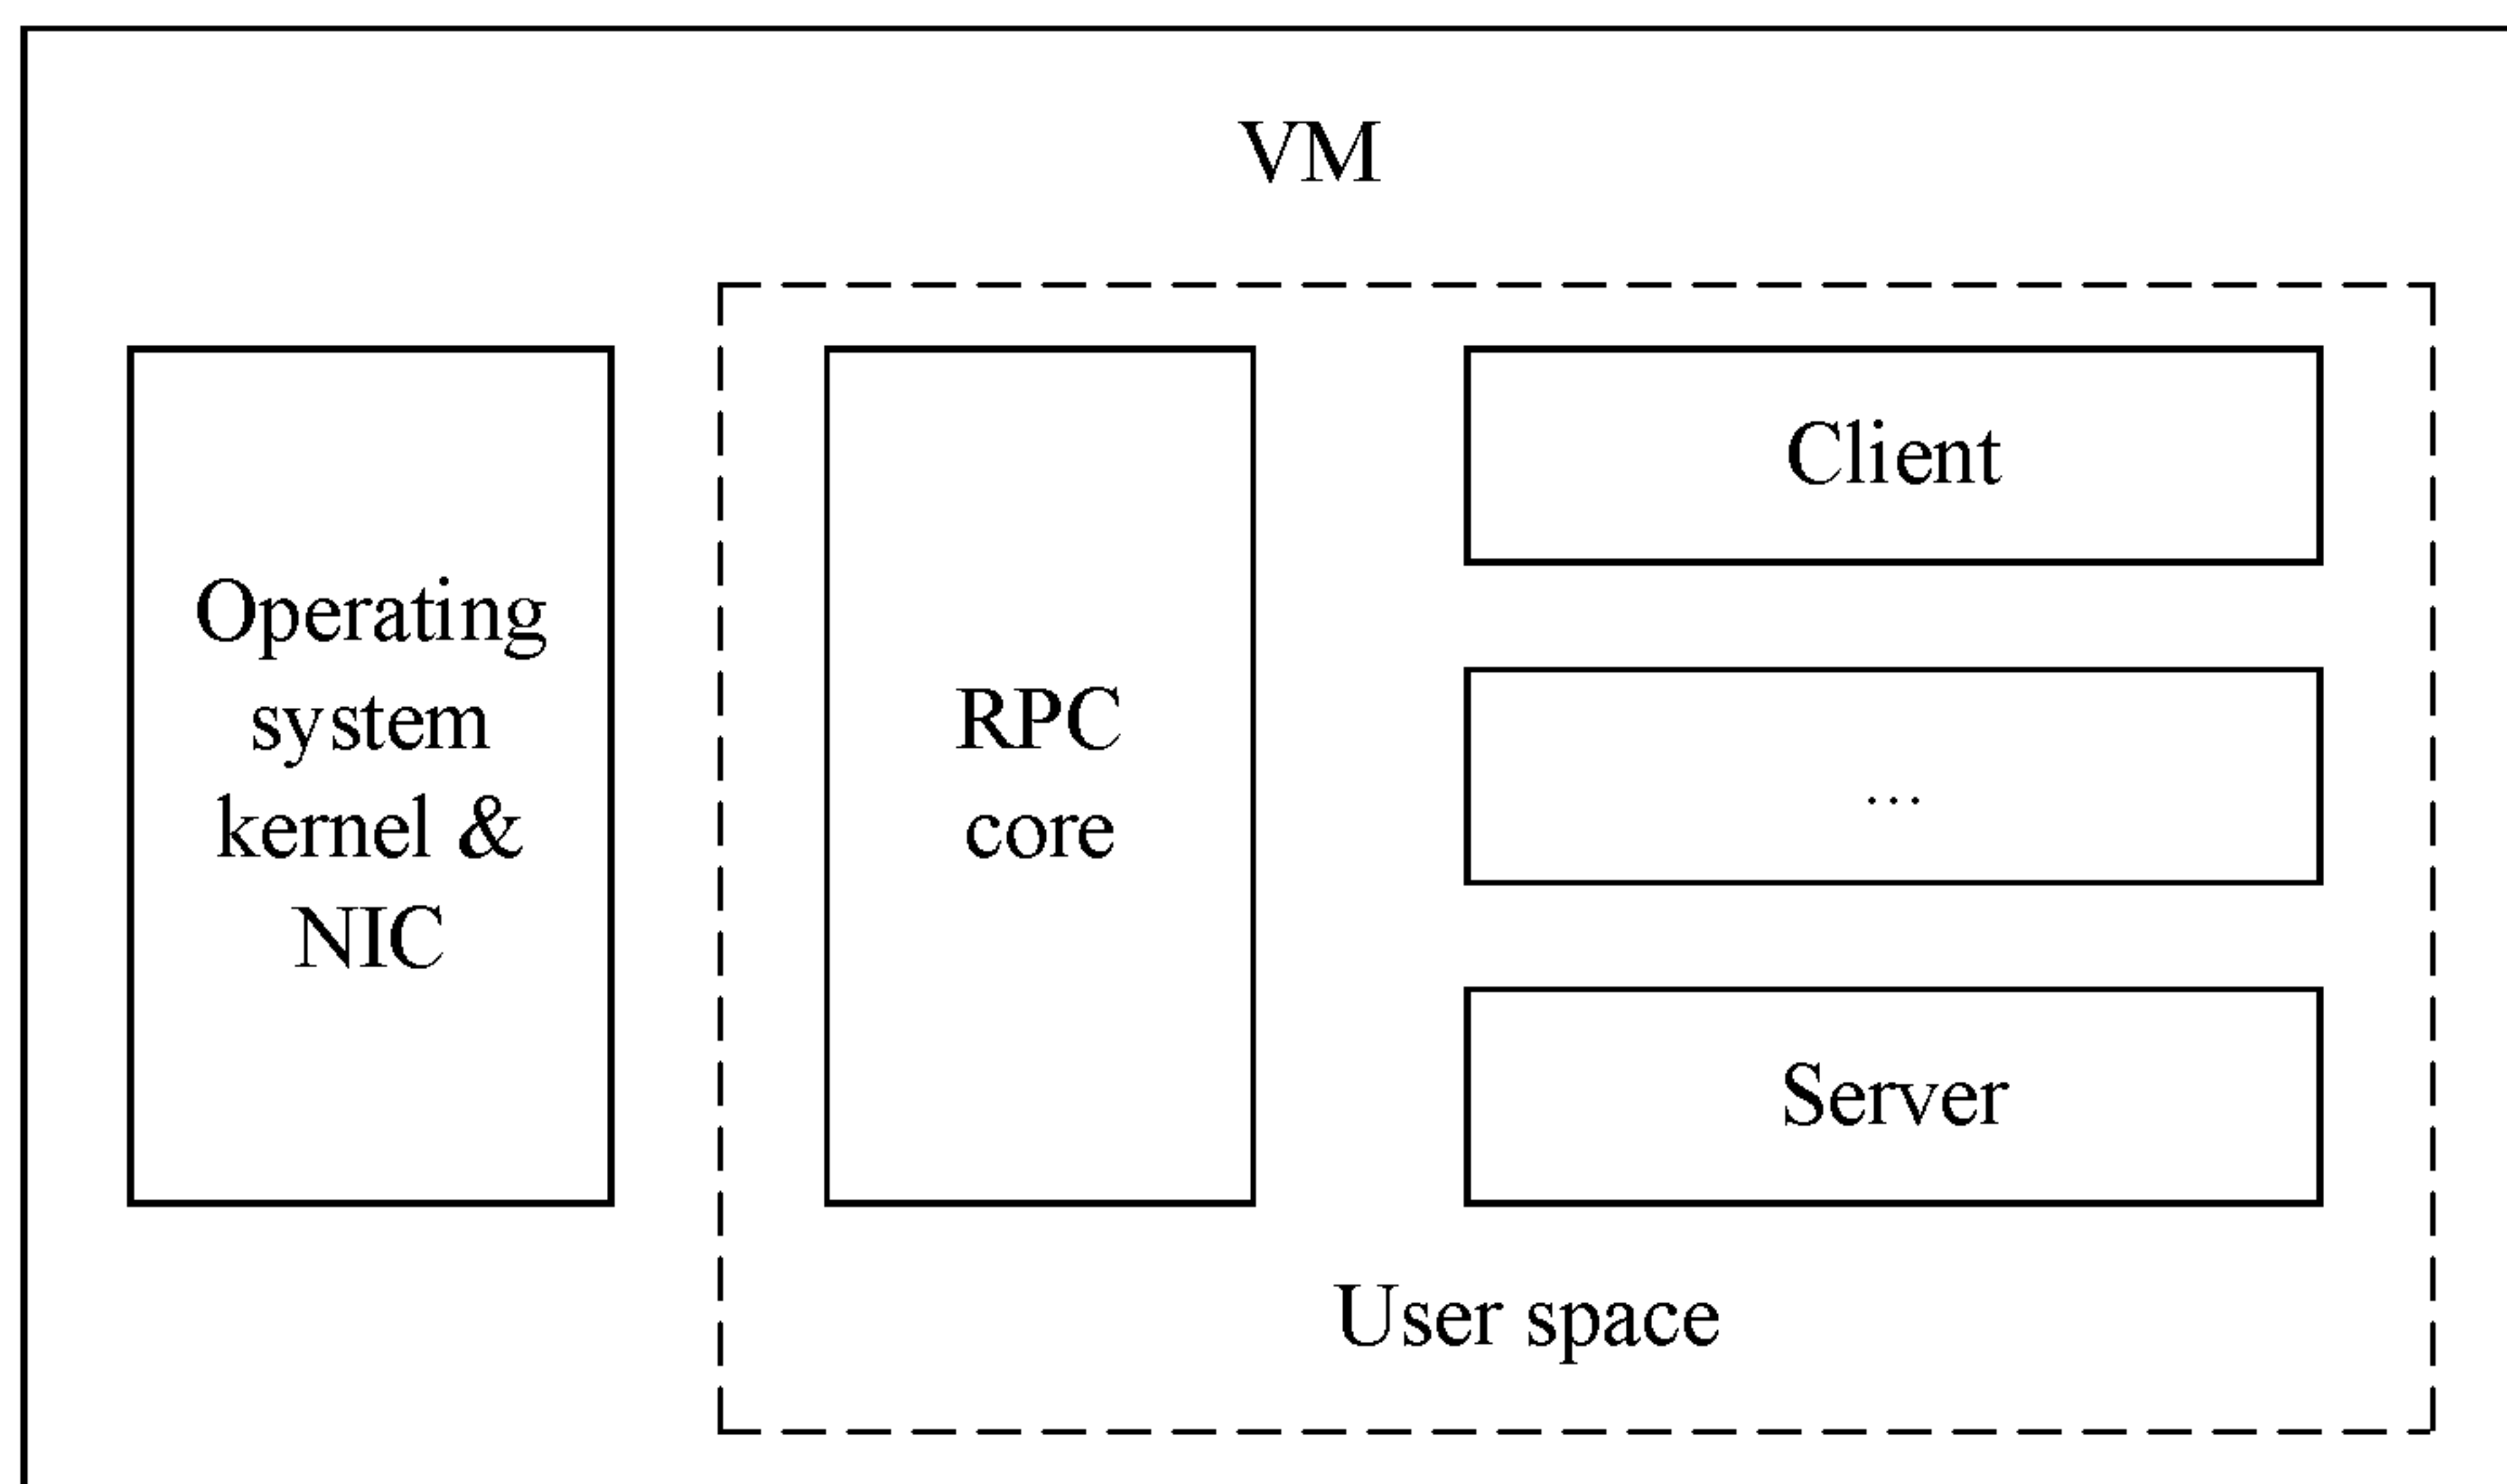 VM
Operating
system
kernel &
NIC
RPC
core
Client
...
Server
User space